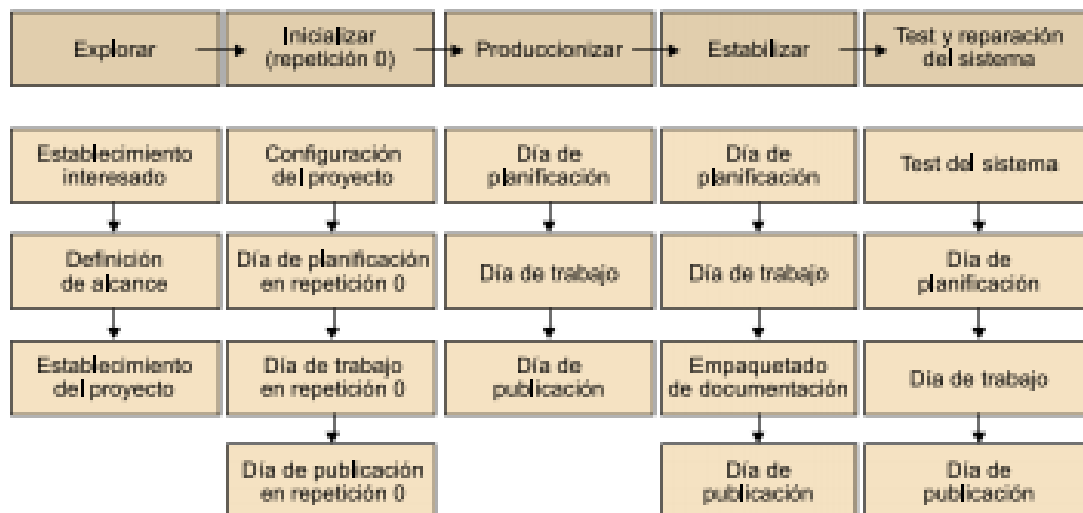 Explorar
Inicializar
(repetición 0)
Produccionizar
Estabilizar
Test y reparación
del sistema
Establecimiento
interesado
Configuración
del proyecto
Día de
planificación
Día de
planificación
Test del sistema
Definición
de alcance
Día de planificación
en repetición 0
Día de trabajo
Día de trabajo
Día de
planificación
Establecimiento
del proyecto
Día de trabajo
en repetición 0
Día de
publicación
Empaquetado
de documentación
Día de trabajo
Día de publicación
en repetición 0
Día de
publicación
Día de
publicación